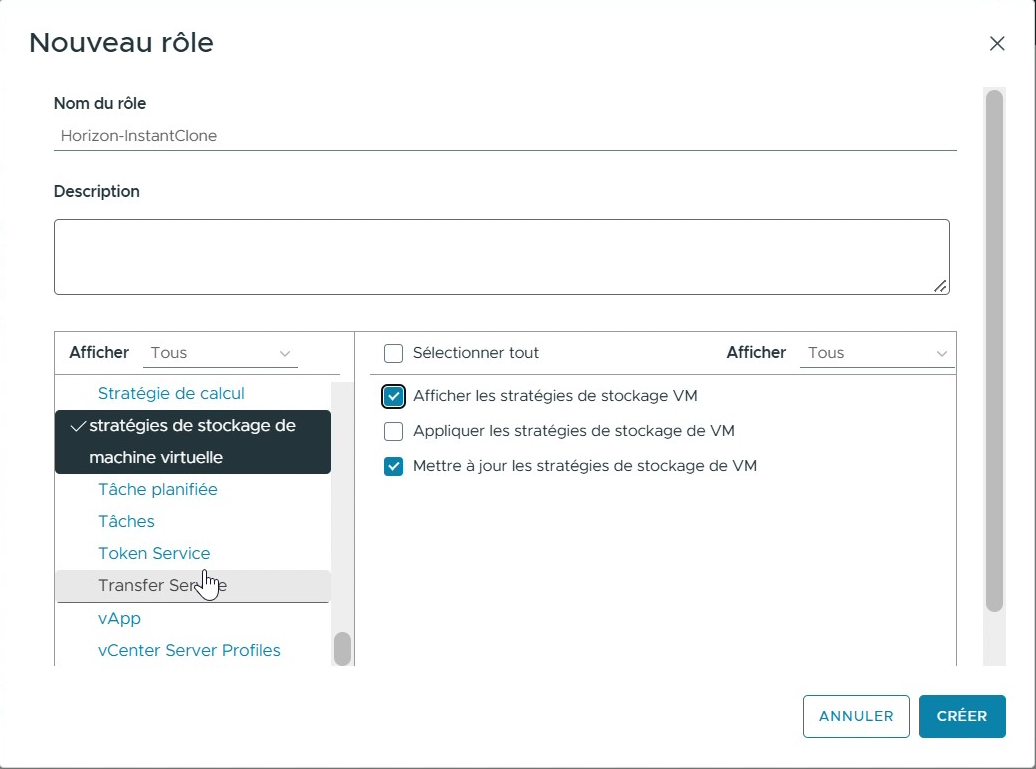 Nouveau rôle
Nom du rôle
Horizon-InstantClone
Description
Afficher Tous
Stratégie de calcul
stratégies de stockage de
machine virtuelle
Tâche planifiée
Tâches
Token Service
Transfer Service
vApp
vCenter Server Profiles
Sélectionner tout
Afficher Tous
Afficher les stratégies de stockage VM
Appliquer les stratégies de stockage de VM
Mettre à jour les stratégies de stockage de VM
ANNULER
CRÉER